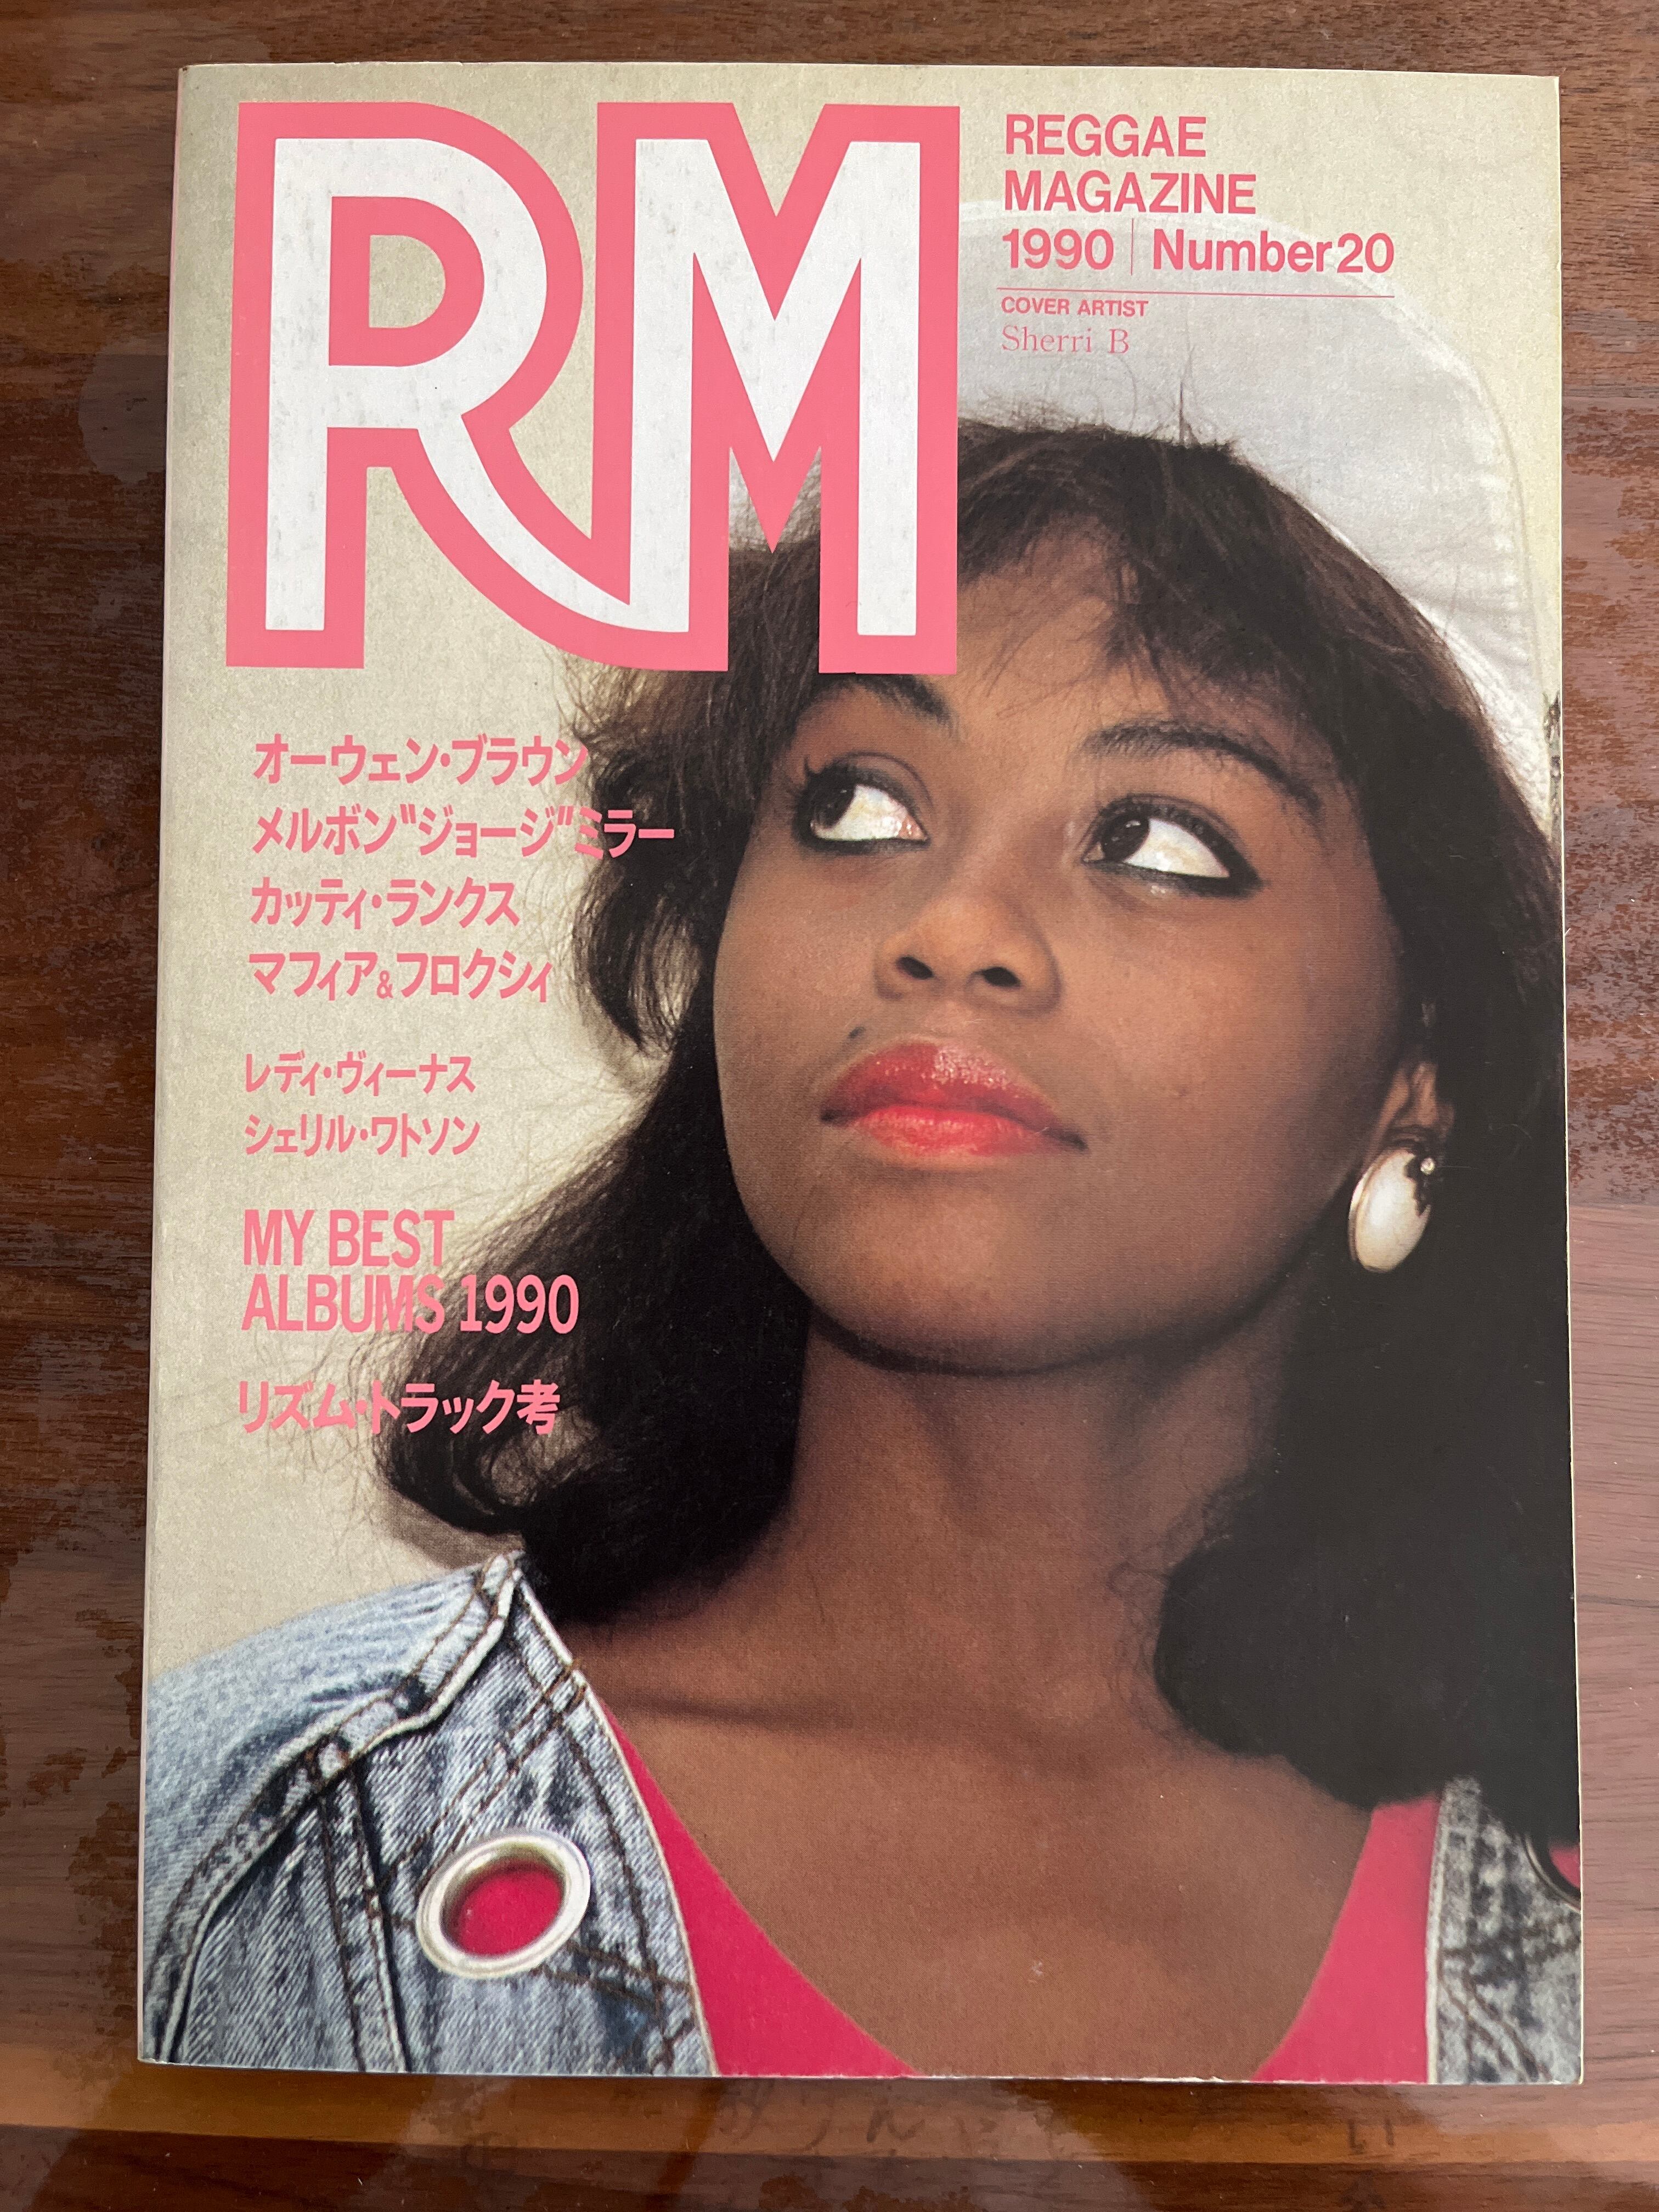 RM
REGGAE
MAGAZINE
1990 | Number20
COVER ARTIST
Sherri B
オーウェン・ブラウン
メルボン"ジョージ"ミラー
カッティ・ランクス
マフィア&フロクシィ
レディ・ヴィーナス
シェリル・ワトソン
MY BEST
ALBUMS 1990
リズム・トラック考